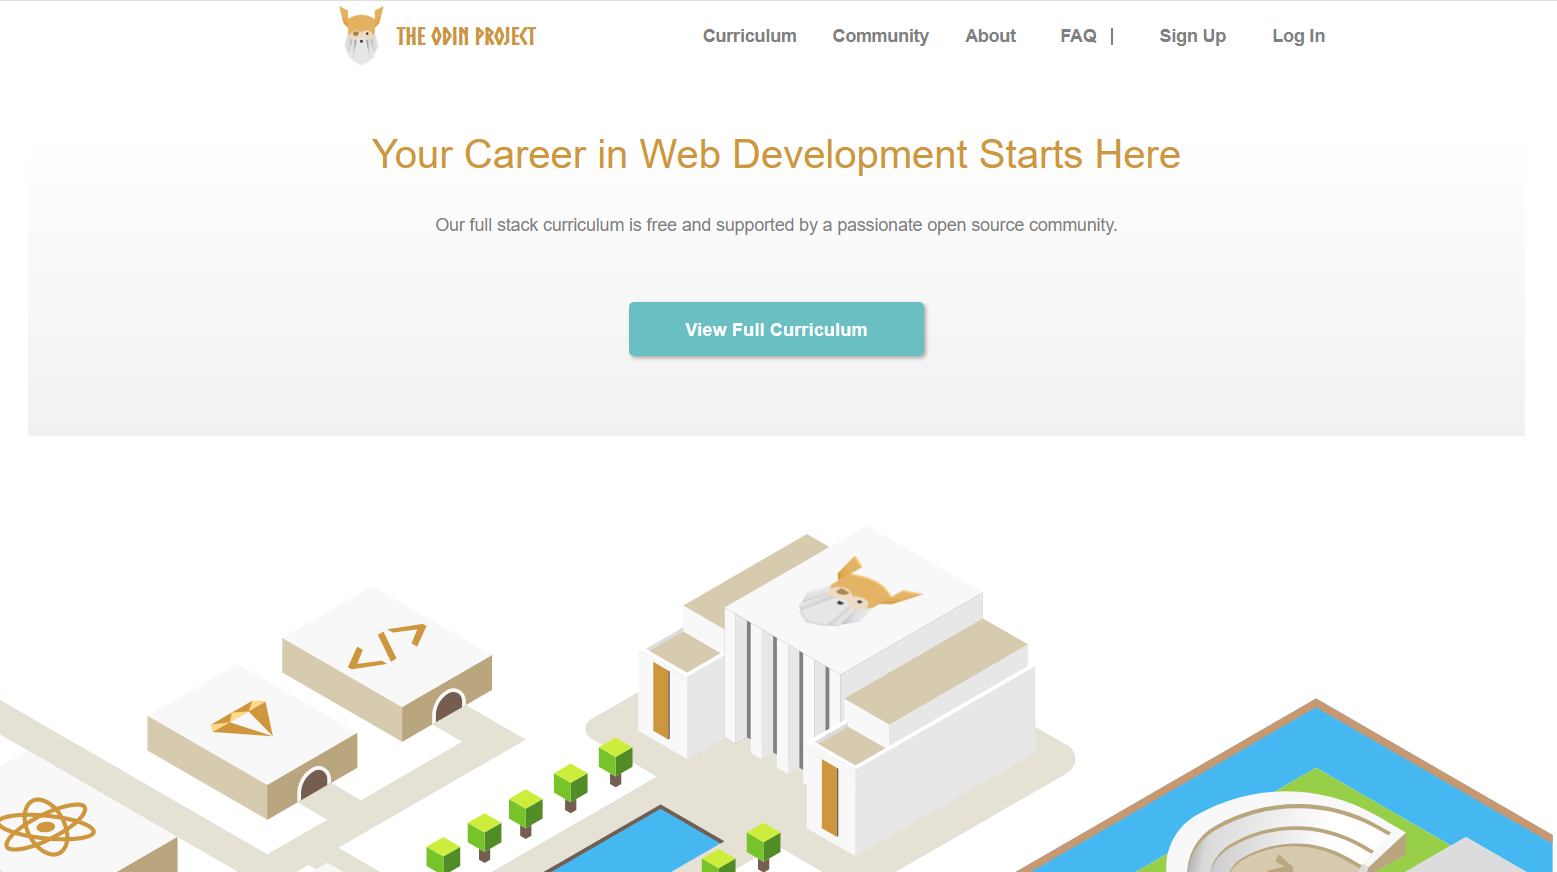 THE ODIN PROJECT
Curriculum Community About FAQ | Sign Up Log In
Your Career in Web Development Starts Here
Our full stack curriculum is free and supported by a passionate open source community.
View Full Curriculum
</>